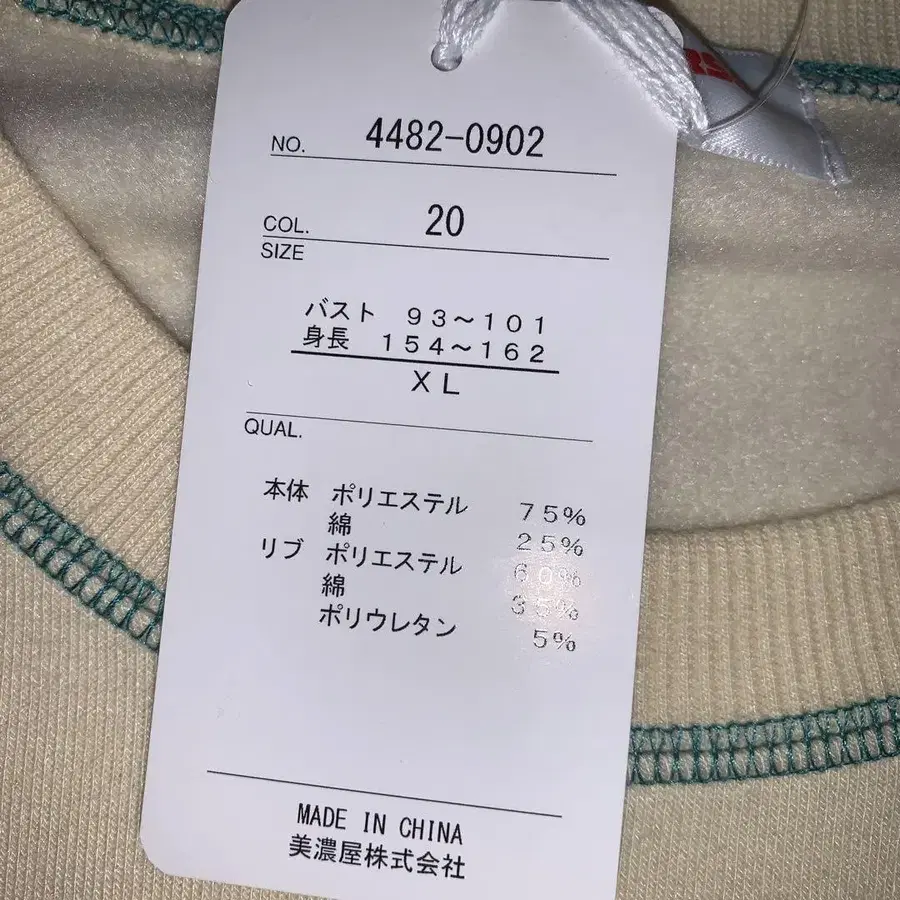 NO. 4482-0902
COL. 20
SIZE
バスト 93～101
身長 154～162
XL
QUAL.
本体 ポリエステル 75%
綿 25%
リブ ポリエステル 60%
綿 35%
ポリウレタン 5%
MADE IN CHINA
美濃屋株式会社